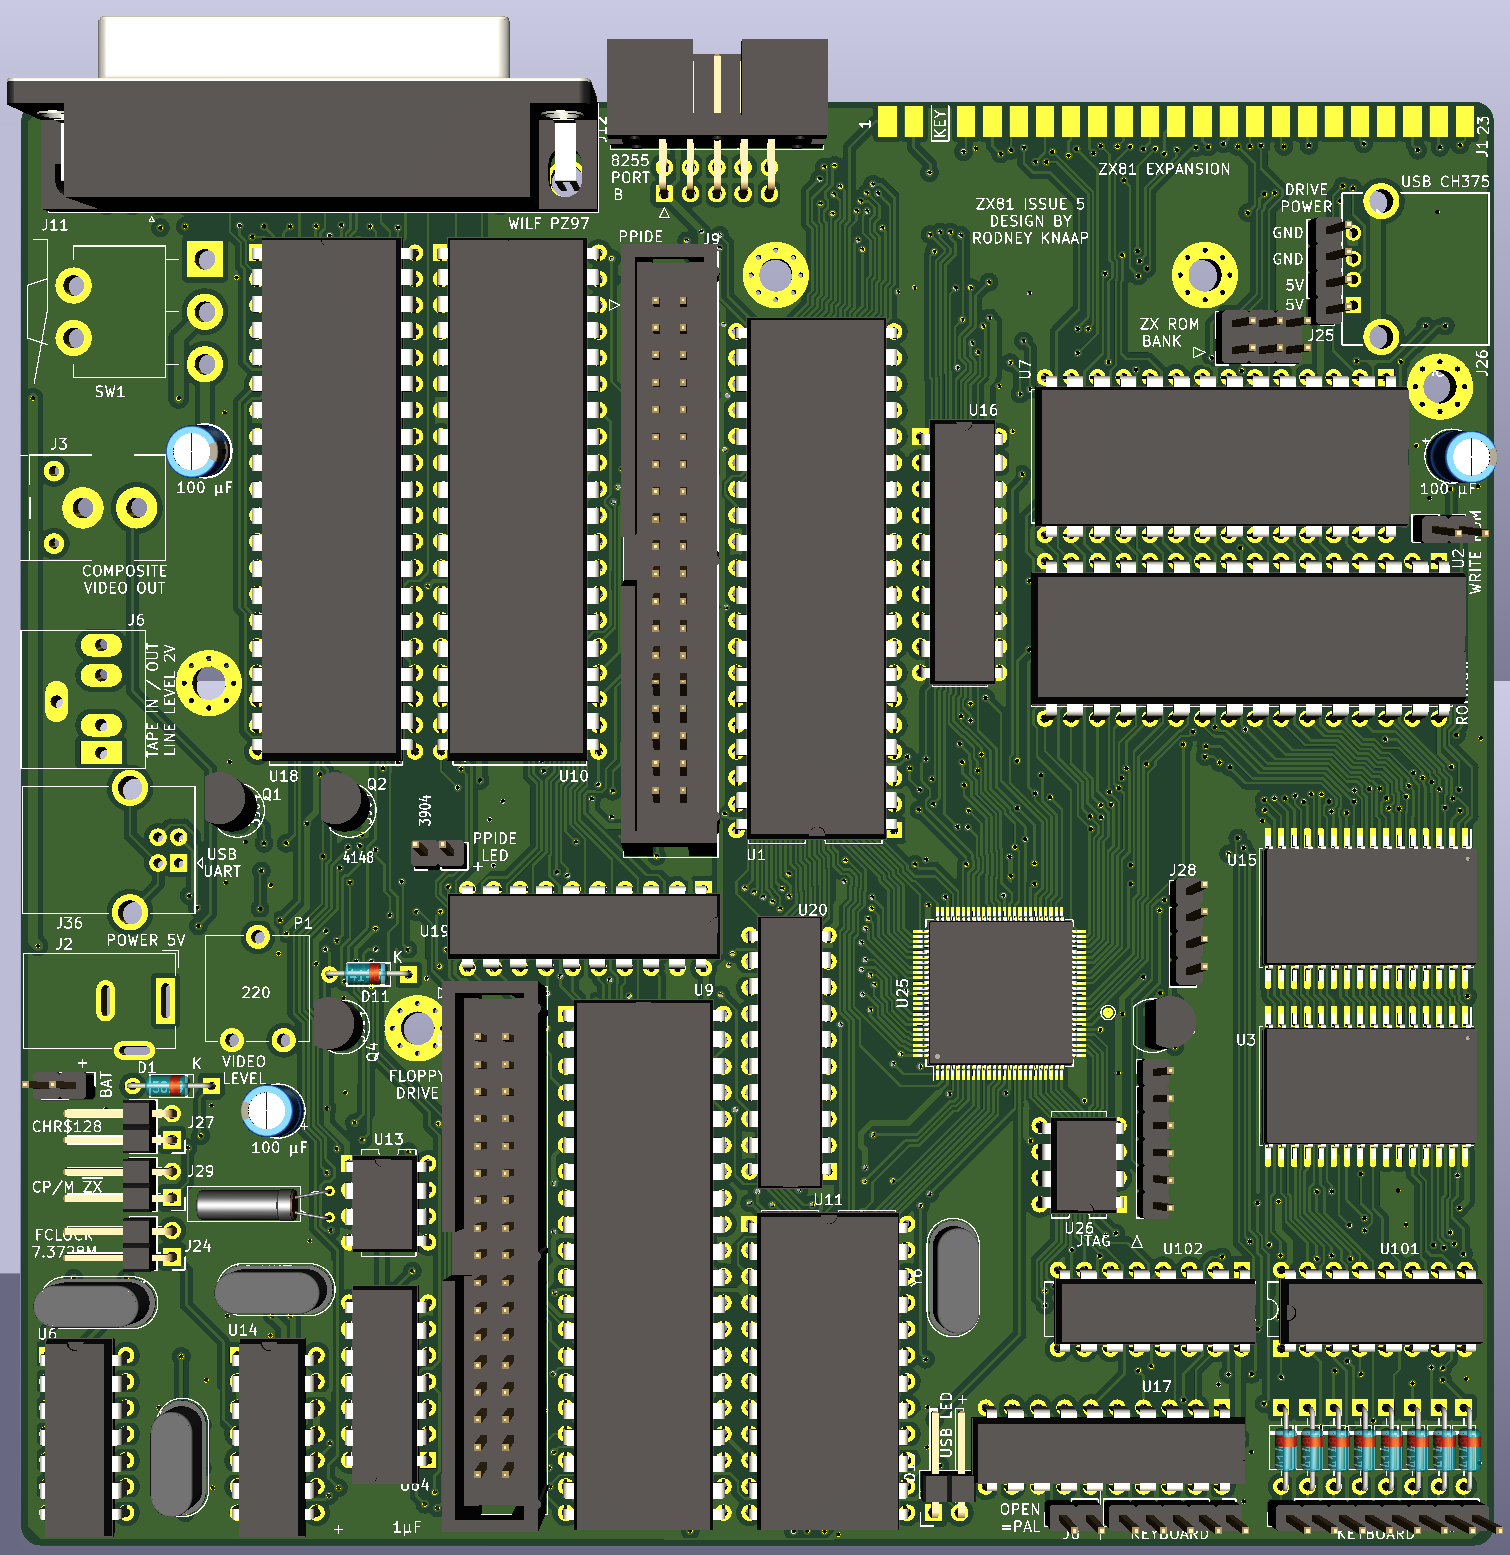 J12
1
KEY
J123
8255
PORT
B
ZX81 EXPANSION
USB CH375
DRIVE
POWER
ZX81 ISSUE 5
DESIGN BY
RODNEY KNAAP
J11
WILF PZ97
PPIDE
J9
GND
GND
5V
5V
ZX ROM
BANK
J25
J26
SW1
U7
U16
J3
100 µF
100 µF
COMPOSITE
VIDEO OUT
U2
WRITE
J6
TAPE IN / OUT
LINE LEVEL 2V
U18
U10
Q1
Q2
3904
4148
PPIDE
LED
+
U1
USB
UART
U15
J28
J36
POWER 5V
J2
P1
U19
U20
K
220
D11
U9
U25
Q4
U3
VIDEO
LEVEL
FLOPPY
DRIVE
+
BAT
D1
K
CHR$128
J27
100 µF
+
U13
J29
CP/M ZX
FCLOCK
7.3728M
J24
U11
U26
JTAG
U102
U101
U6
U14
U17
USB LED
+
OPEN
=PAL
+
1µF
KEYBOARD
KEYBOARD